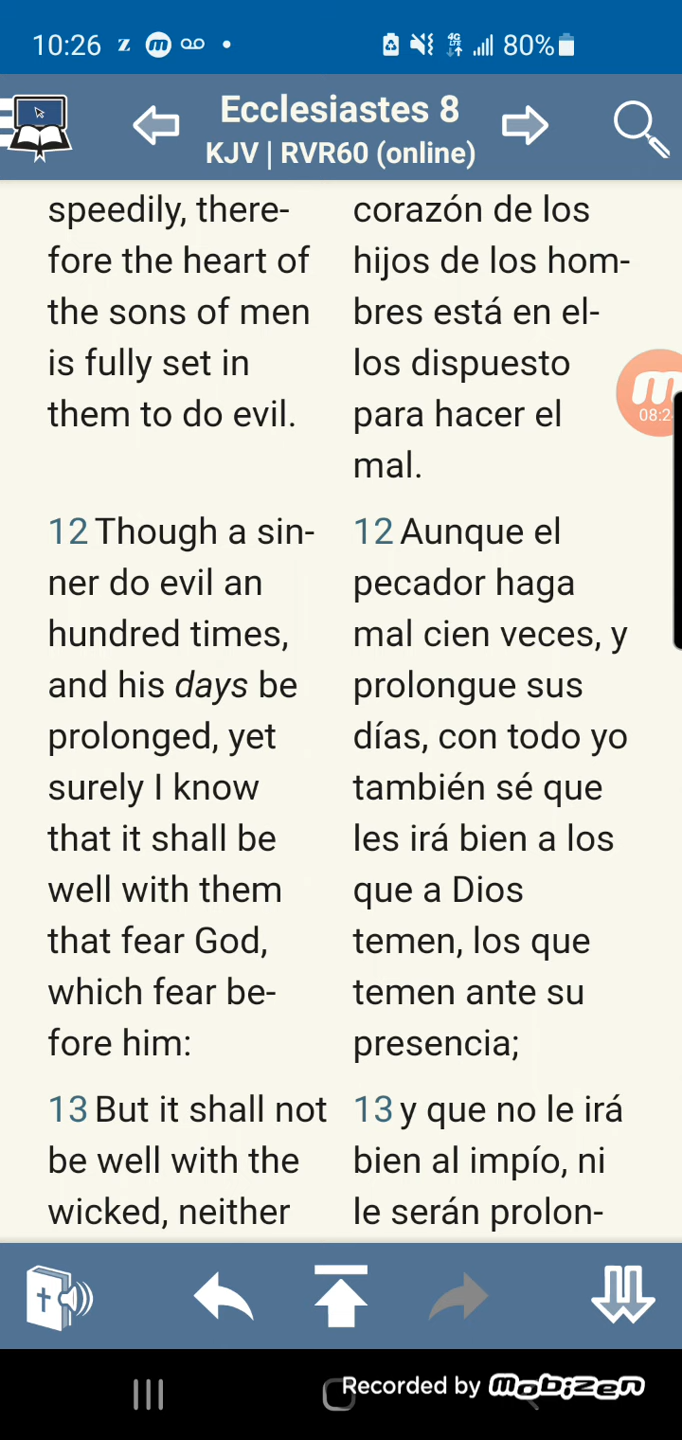 10:26 z m 4G LTE 80%
Ecclesiastes 8
KJV | RVR60 (online)
speedily, there-
fore the heart of
the sons of men
is fully set in
them to do evil.
12 Though a sin-
ner do evil an
hundred times,
and his days be
prolonged, yet
surely I know
that it shall be
well with them
that fear God,
which fear be-
fore him:
13 But it shall not
be well with the
wicked, neither
corazón de los
hijos de los hom-
bres está en el-
los dispuesto
para hacer el
mal.
12 Aunque el
pecador haga
mal cien veces, y
prolongue sus
días, con todo yo
también sé que
les irá bien a los
que a Dios
temen, los que
temen ante su
presencia;
13 y que no le irá
bien al impío, ni
le serán prolon-
m
Recorded by mobizen